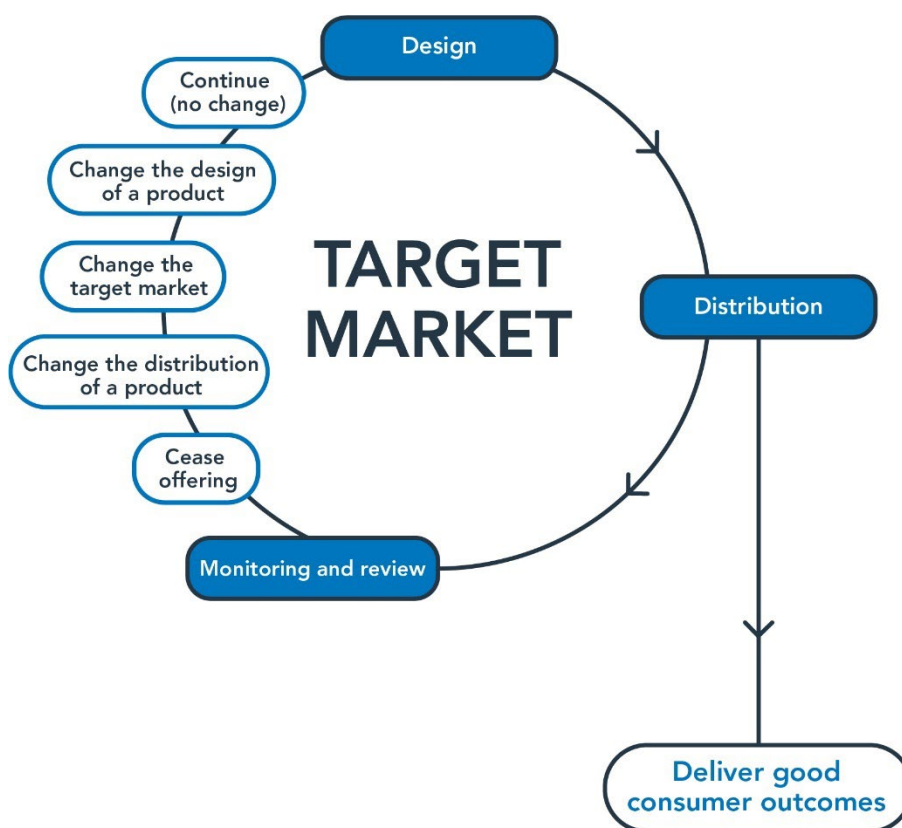 Design
Continue
(no change)
Change the design
of a product
TARGET
MARKET
Change the
target market
Distribution
Change the distribution
of a product
Cease
offering
Monitoring and review
Deliver good
consumer outcomes